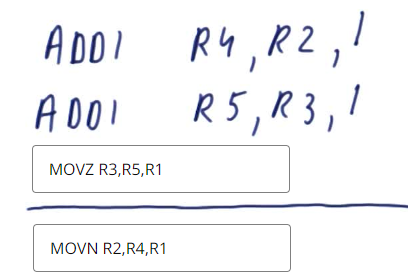 ADDI R4,R2,1
ADDI R5,R3,1
MOVZ R3,R5,R1
MOVN R2,R4,R1